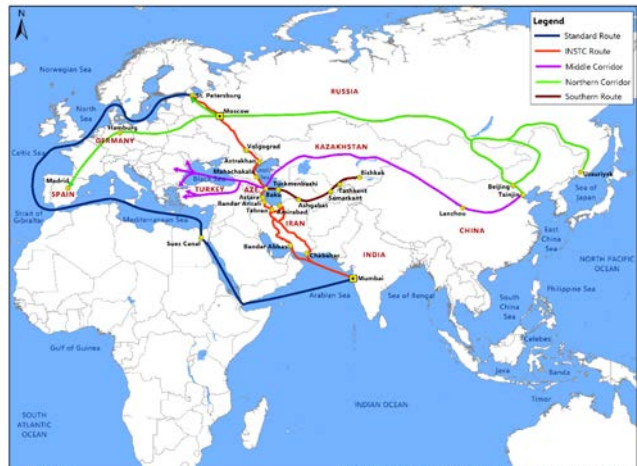 N
Legend
Standard Route
INSTC Route
Middle Corridor
Northern Corridor
Southern Route
Norwegian Sea
North
Sea
St. Petersburg
RUSSIA
Moscow
Hamburg
GERMANY
Celtic Sea
Volgograd
KAZAKHSTAN
Astrakhan
Makhachkala
Black Sea
Madrid
SPAIN
TURKEY
AZE
Baku
Turkmenbashi
Bishkek
Tashkent
Samarkant
Ashgabat
Astara
Bandar Anzali
Tehran
Amirabad
IRAN
Strait of
Gibraltar
Mediterranean Sea
Suez Canal
Bandar Abbas
Chabahar
INDIA
Mumbai
Arabian Sea
Sea of Bengal
Ussuriysk
Sea of
Japan
Beijing
Tainjin
Lanzhou
CHINA
East
China
Sea
NORTH PACIFIC
OCEAN
Philippine Sea
South
China
Sea
Celebes
Gulf of Guinea
Java
Banda
Timor
INDIAN OCEAN
SOUTH
ATLANTIC
OCEAN